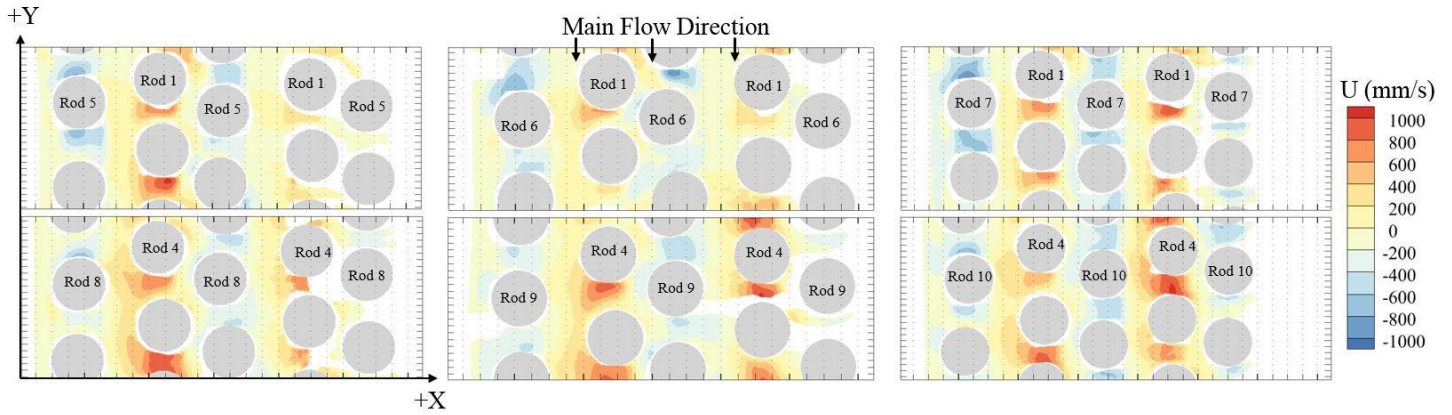 +Y
Main Flow Direction
Rod 1
Rod 1
Rod 5
Rod 5
Rod 5
Rod 1
Rod 1
Rod 6
Rod 6
Rod 6
Rod 1
Rod 1
Rod 7
Rod 7
Rod 7
Rod 4
Rod 4
Rod 8
Rod 8
Rod 8
Rod 4
Rod 4
Rod 9
Rod 9
Rod 9
Rod 4
Rod 4
Rod 10
Rod 10
Rod 10
U (mm/s)
1000
800
600
400
200
0
-200
-400
-600
-800
-1000
+X